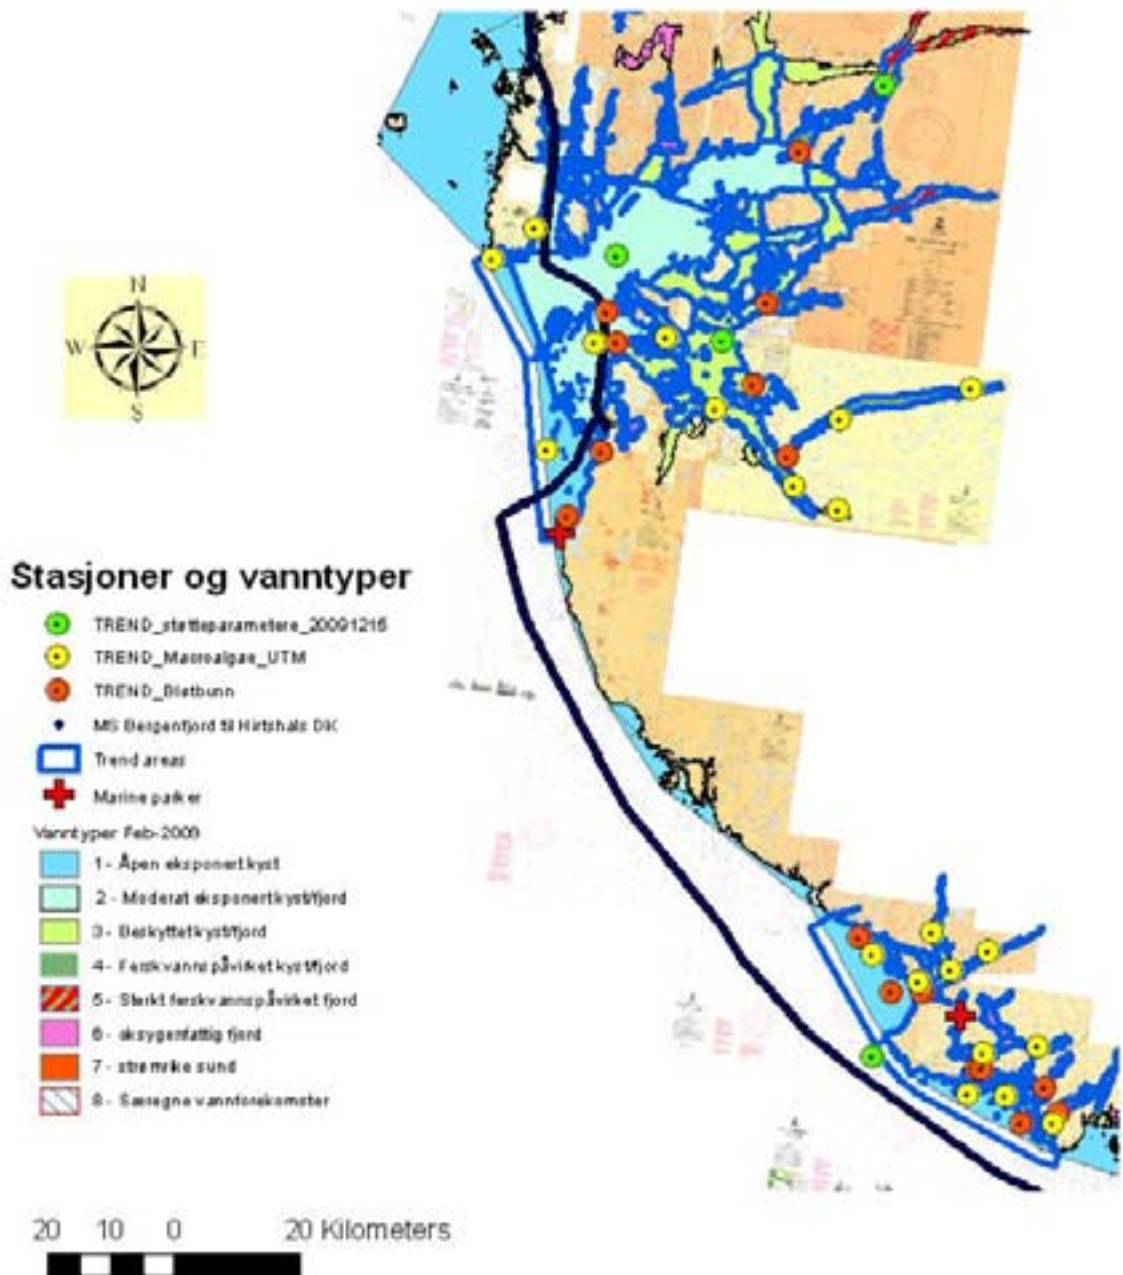 N
W E
S
Stasjoner og vanntyper
TREND_støtteparametere_20091215
TREND_Macroalgae_UTM
TREND_Bløtbunn
MS Bergenfjord til Hirtshals DK
Trend areas
Marine parker
Vanntyper Feb-2009
1 - Åpen eksponert kyst
2 - Moderat eksponert kyst/fjord
3 - Beskyttet kyst/fjord
4 - Ferskvannspåvirket kyst/fjord
5 - Sterkt ferskvannspåvirket fjord
6 - oksygenfattig fjord
7 - strømrike sund
8 - Særegne vannforekomster
20 10 0 20 Kilometers